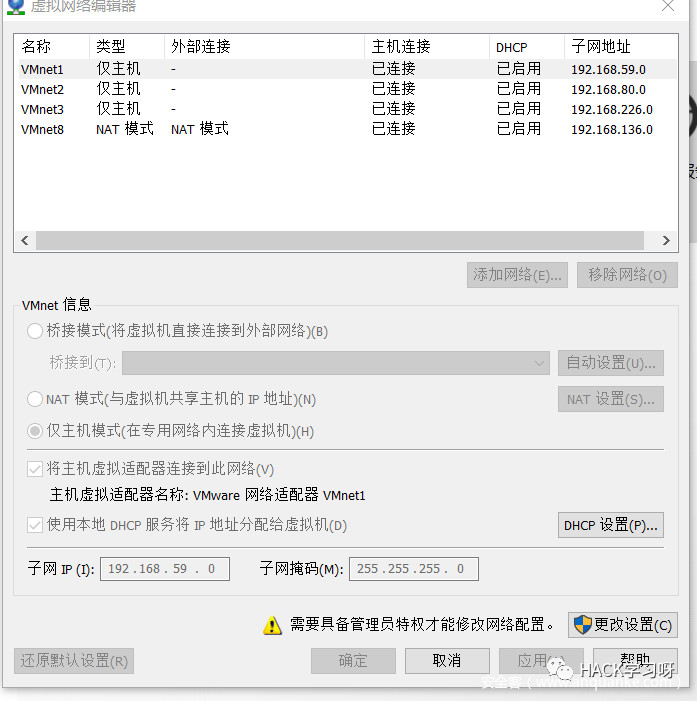 虚拟网络编辑器
名称 类型 外部连接 主机连接 DHCP 子网地址
VMnet1 仅主机 - 已连接 已启用 192.168.59.0
VMnet2 仅主机 - 已连接 已启用 192.168.80.0
VMnet3 仅主机 - 已连接 已启用 192.168.226.0
VMnet8 NAT 模式 NAT 模式 已连接 已启用 192.168.136.0
添加网络(E)... 移除网络(O)
VMnet 信息
桥接模式(将虚拟机直接连接到外部网络)(B)
桥接到(T): 自动设置(U)...
NAT 模式(与虚拟机共享主机的 IP 地址)(N) NAT 设置(S)...
仅主机模式(在专用网络内连接虚拟机)(H)
将主机虚拟适配器连接到此网络(V)
主机虚拟适配器名称: VMware 网络适配器 VMnet1
使用本地 DHCP 服务将 IP 地址分配给虚拟机(D) DHCP 设置(P)...
子网 IP (I): 192.168.59.0 子网掩码(M): 255.255.255.0
需要具备管理员特权才能修改网络配置。 更改设置(C)
还原默认设置(R) 确定 取消 应用(A) 帮助
HACK学习呀
安全客（www.anquanke.com）